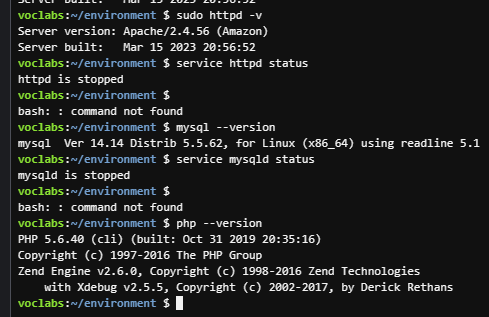 Server built:   Mar 15 2023 20:56:52
voclabs:~/environment $ sudo httpd -v
Server version: Apache/2.4.56 (Amazon)
Server built:   Mar 15 2023 20:56:52
voclabs:~/environment $ service httpd status
httpd is stopped
voclabs:~/environment $
bash: : command not found
voclabs:~/environment $ mysql --version
mysql  Ver 14.14 Distrib 5.5.62, for Linux (x86_64) using readline 5.1
voclabs:~/environment $ service mysqld status
mysqld is stopped
voclabs:~/environment $
bash: : command not found
voclabs:~/environment $ php --version
PHP 5.6.40 (cli) (built: Oct 31 2019 20:35:16)
Copyright (c) 1997-2016 The PHP Group
Zend Engine v2.6.0, Copyright (c) 1998-2016 Zend Technologies
    with Xdebug v2.5.5, Copyright (c) 2002-2017, by Derick Rethans
voclabs:~/environment $